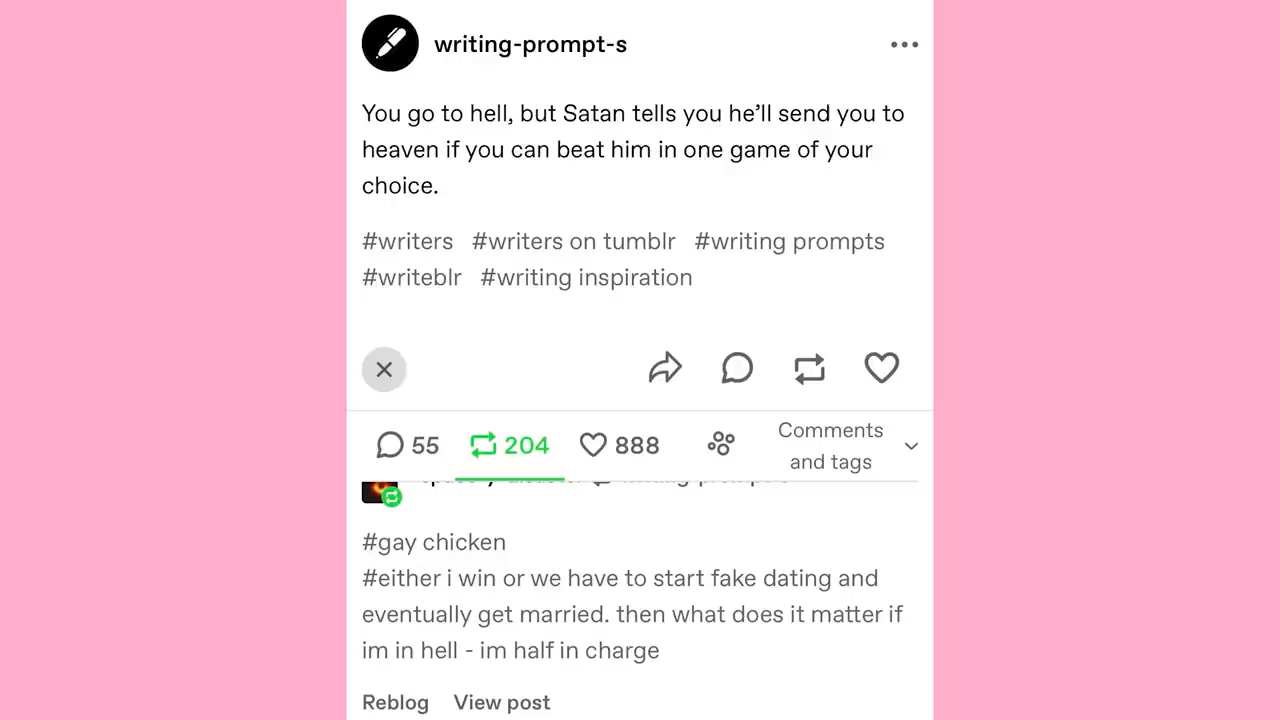 writing-prompt-s
You go to hell, but Satan tells you he’ll send you to
heaven if you can beat him in one game of your
choice.
#writers #writers on tumblr #writing prompts
#writeblr #writing inspiration
55 204 888 Comments
and tags
#gay chicken
#either i win or we have to start fake dating and
eventually get married. then what does it matter if
im in hell - im half in charge
Reblog View post